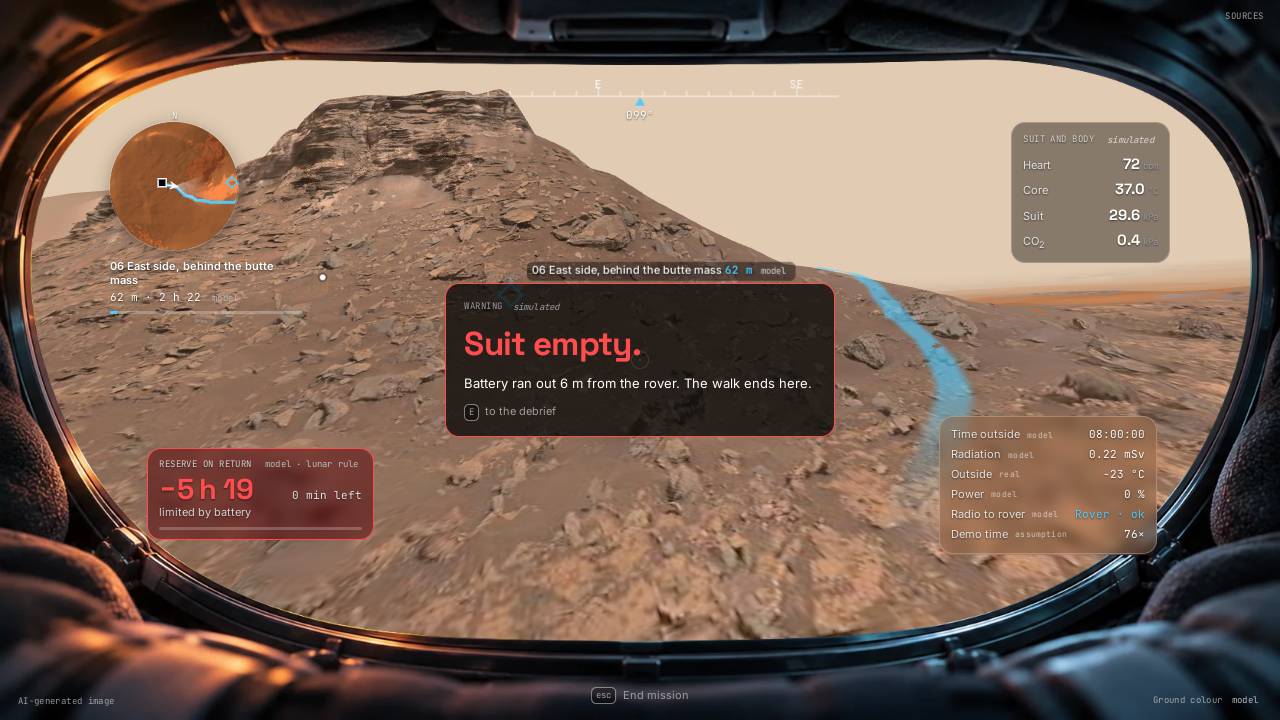 SOURCES
E SE
099°
N
SUIT AND BODY simulated
Heart 72 bpm
Core 37.0 °C
Suit 29.6 kPa
CO2 0.4 kPa
06 East side, behind the butte
mass
62 m · 2 h 22 model
06 East side, behind the butte mass 62 m model
WARNING simulated
Suit empty.
Battery ran out 6 m from the rover. The walk ends here.
E to the debrief
RESERVE ON RETURN model · lunar rule
−5 h 19 0 min left
limited by battery
Time outside model 08:00:00
Radiation model 0.22 mSv
Outside real -23 °C
Power model 0 %
Radio to rover model Rover · ok
Demo time assumption 76×
esc End mission
AI-generated image
Ground colour model